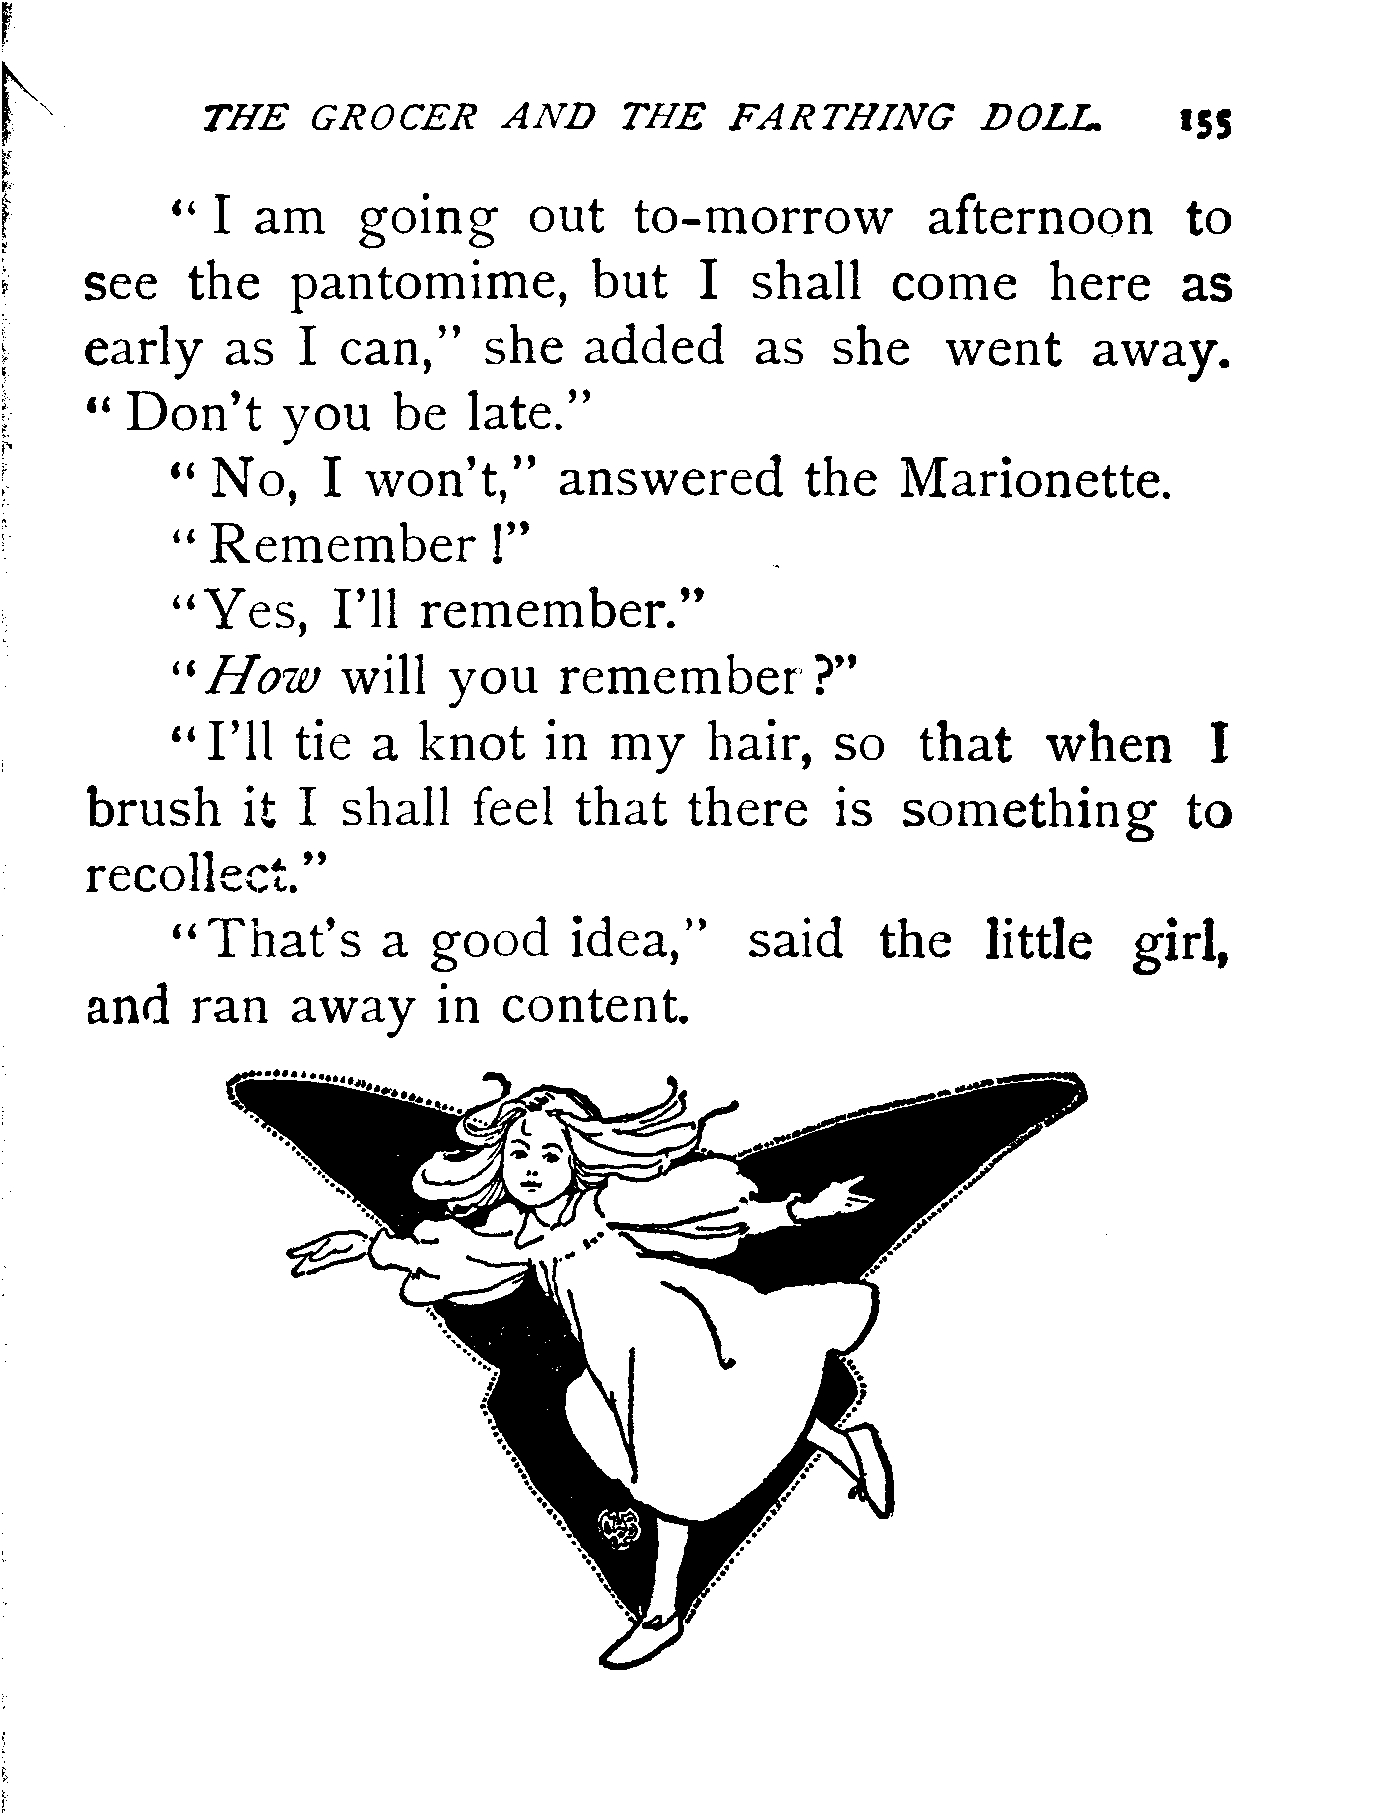 THE GROCER AND THE FARTHING DOLL. 155
“ I am going out to-morrow afternoon to
see the pantomime, but I shall come here as
early as I can,” she added as she went away.
“ Don’t you be late.”
“ No, I won’t,” answered the Marionette.
“ Remember !”
“Yes, I’ll remember.”
“How will you remember ?”
“I’ll tie a knot in my hair, so that when I
brush it I shall feel that there is something to
recollect.”
“That’s a good idea,” said the little girl,
and ran away in content.